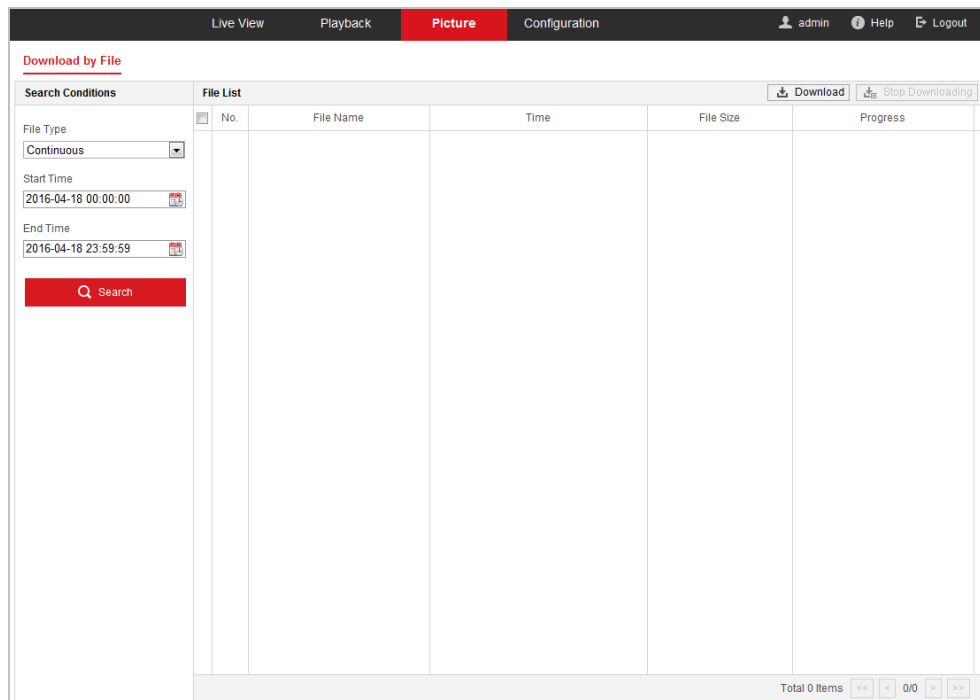 Live View Playback Picture Configuration admin Help Logout
Download by File
Search Conditions
File Type
Continuous
Start Time
2016-04-18 00:00:00
End Time
2016-04-18 23:59:59
Search
File List Download Stop Downloading
No. File Name Time File Size Progress
Total 0 Items << < 0/0 > >>